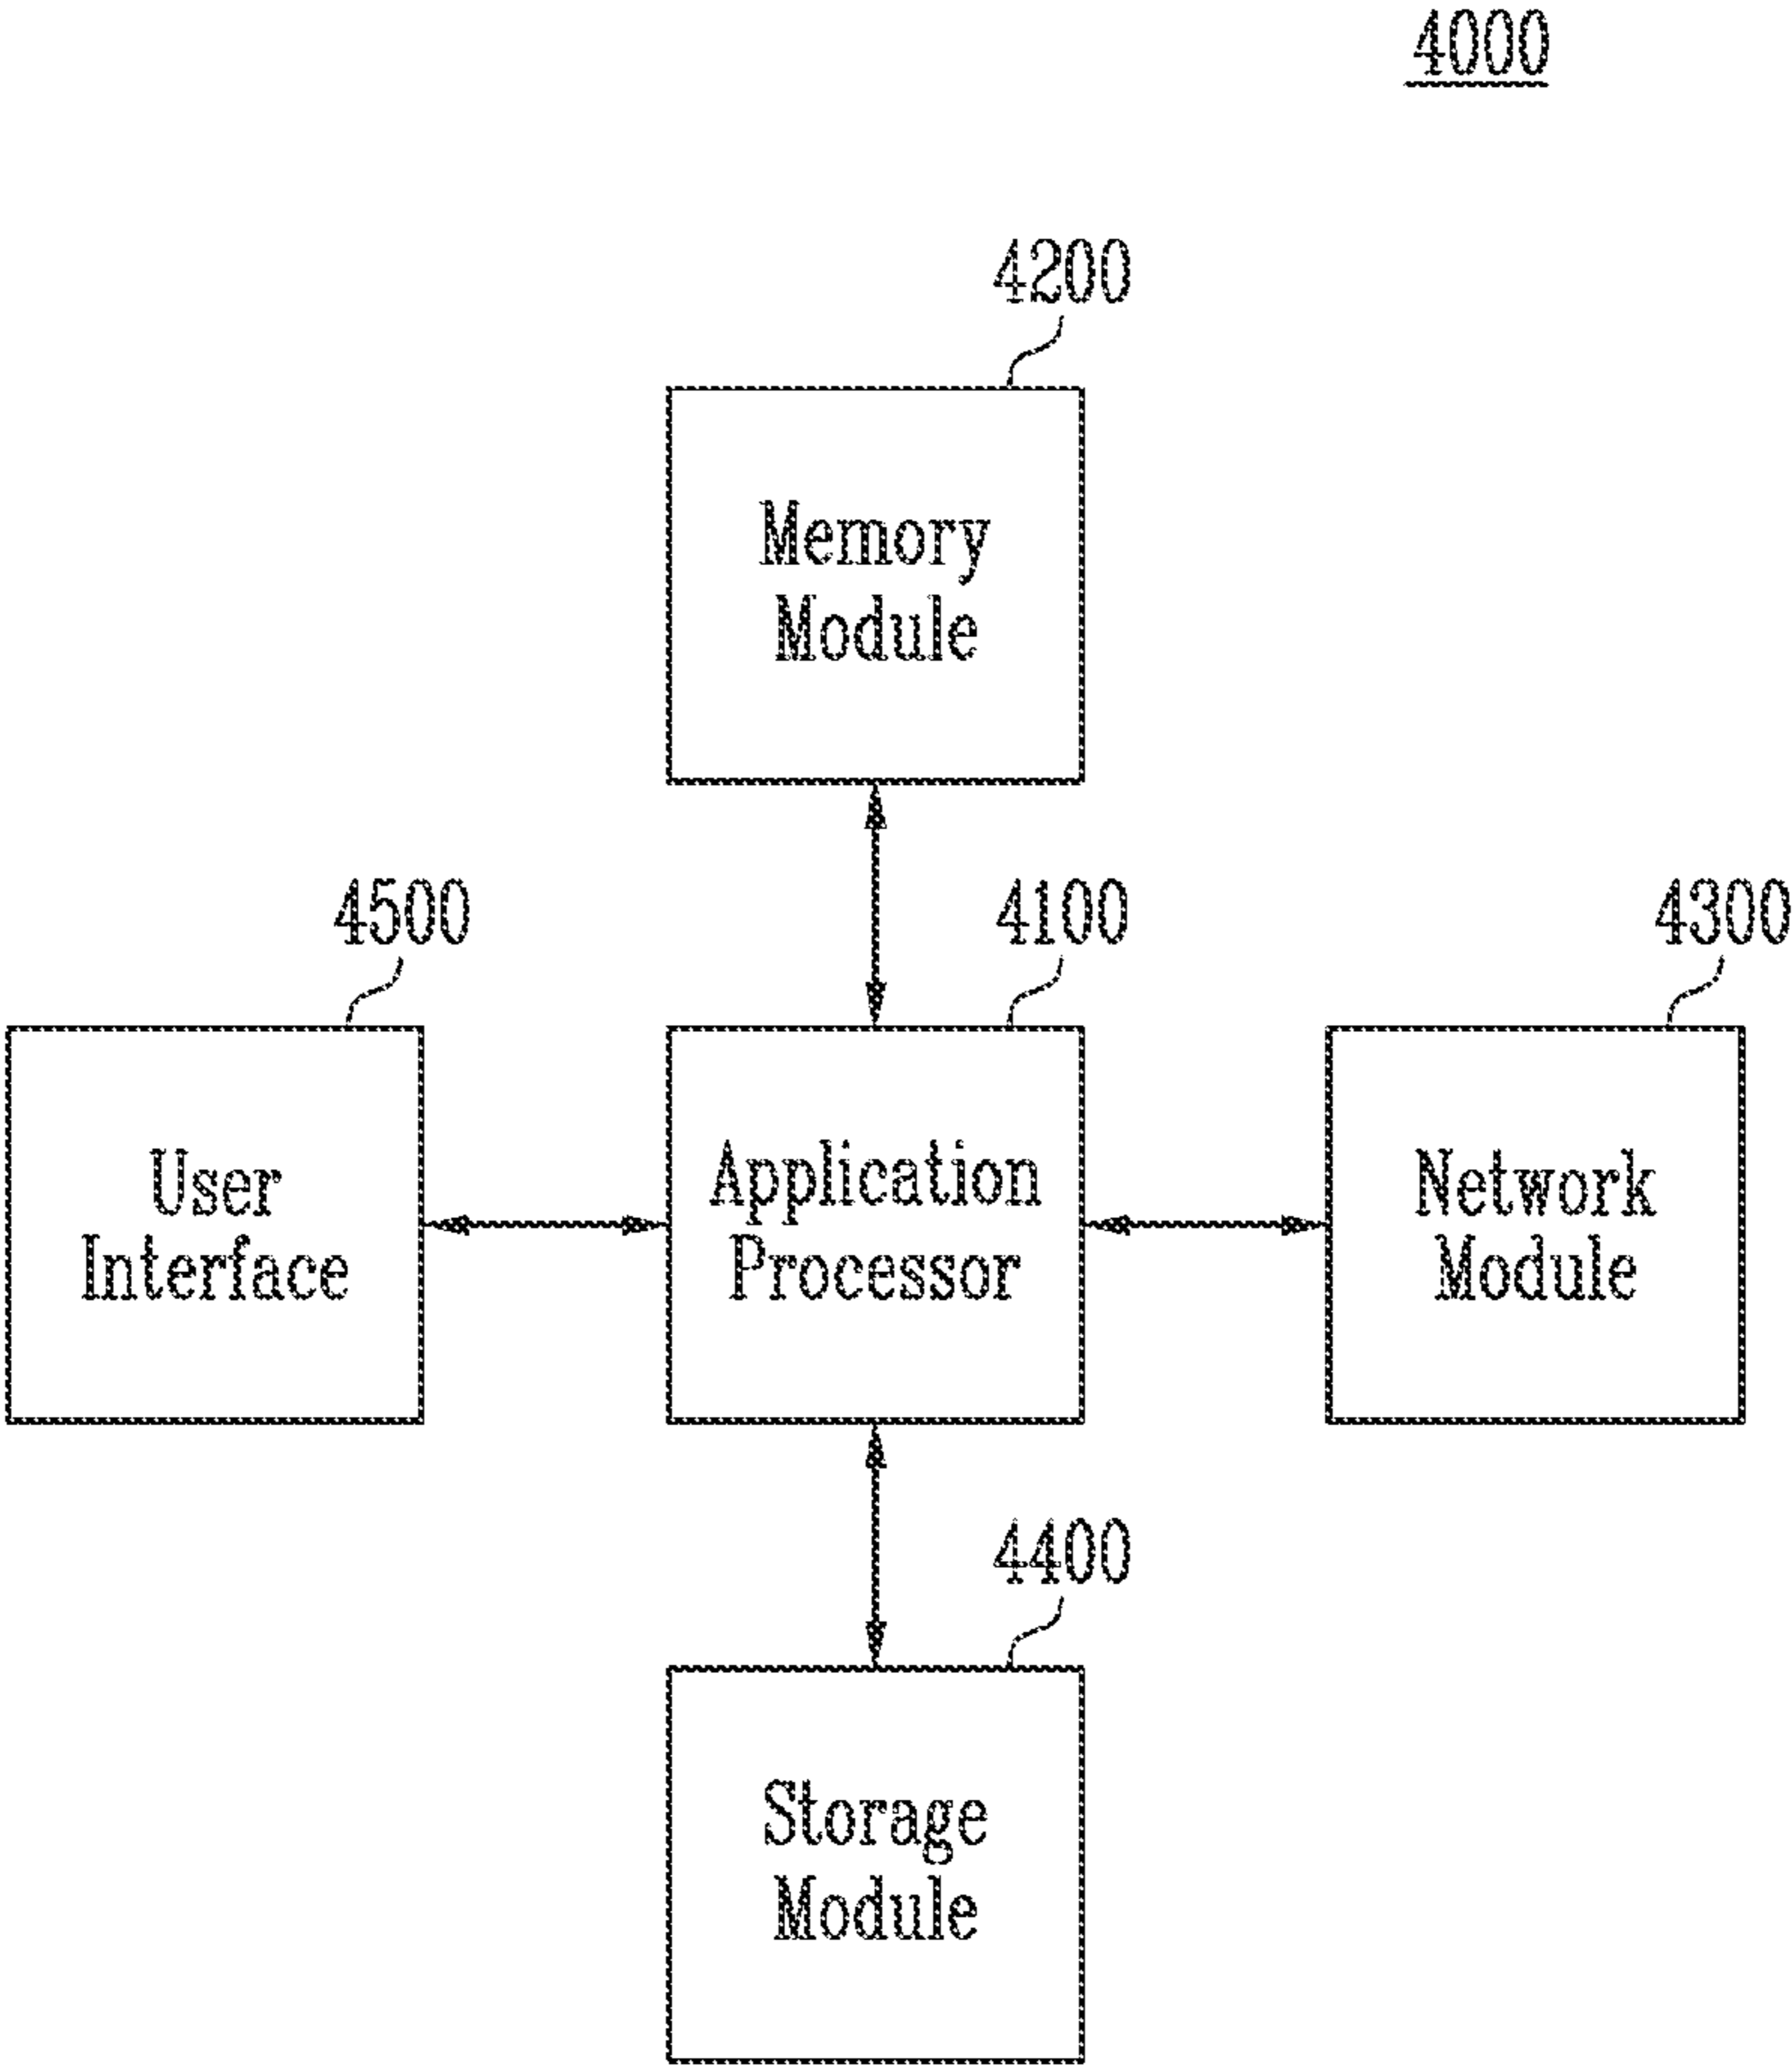 4000
4200
Memory
Module
4500
4100
4300
User
Interface
Application
Processor
Network
Module
4400
Storage
Module